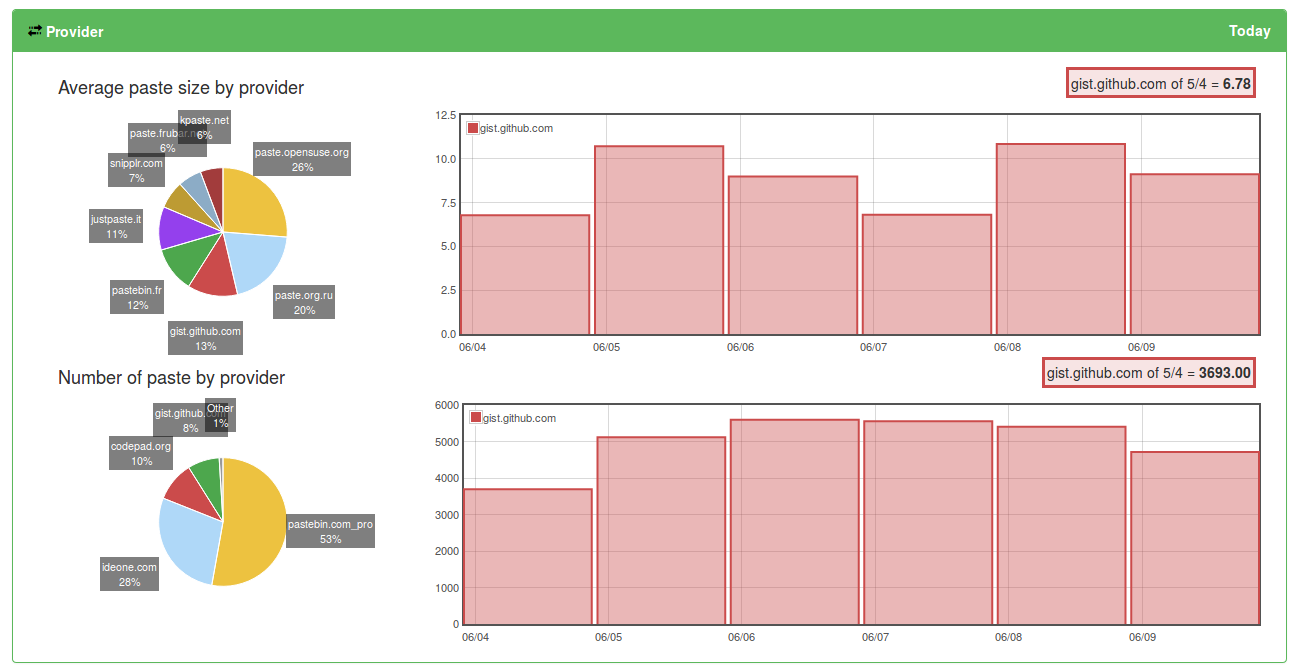 Provider
Today
Average paste size by provider
gist.github.com of 5/4 = 6.78
kpaste.net
6%
paste.frubar.net
6%
paste.opensuse.org
26%
snipplr.com
7%
justpaste.it
11%
pastebin.fr
12%
paste.org.ru
20%
gist.github.com
13%
12.5
10.0
7.5
5.0
2.5
0.0
gist.github.com
06/04
06/05
06/06
06/07
06/08
06/09
Number of paste by provider
gist.github.com of 5/4 = 3693.00
gist.github.com
8%
Other
1%
codepad.org
10%
pastebin.com_pro
53%
ideone.com
28%
6000
5000
4000
3000
2000
1000
0
gist.github.com
06/04
06/05
06/06
06/07
06/08
06/09